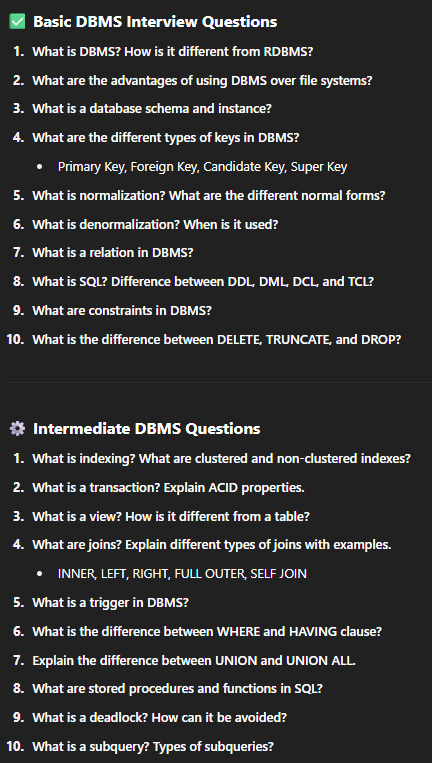 ✅ Basic DBMS Interview Questions
1. What is DBMS? How is it different from RDBMS?
2. What are the advantages of using DBMS over file systems?
3. What is a database schema and instance?
4. What are the different types of keys in DBMS?
• Primary Key, Foreign Key, Candidate Key, Super Key
5. What is normalization? What are the different normal forms?
6. What is denormalization? When is it used?
7. What is a relation in DBMS?
8. What is SQL? Difference between DDL, DML, DCL, and TCL?
9. What are constraints in DBMS?
10. What is the difference between DELETE, TRUNCATE, and DROP?
⚙️ Intermediate DBMS Questions
1. What is indexing? What are clustered and non-clustered indexes?
2. What is a transaction? Explain ACID properties.
3. What is a view? How is it different from a table?
4. What are joins? Explain different types of joins with examples.
• INNER, LEFT, RIGHT, FULL OUTER, SELF JOIN
5. What is a trigger in DBMS?
6. What is the difference between WHERE and HAVING clause?
7. Explain the difference between UNION and UNION ALL.
8. What are stored procedures and functions in SQL?
9. What is a deadlock? How can it be avoided?
10. What is a subquery? Types of subqueries?